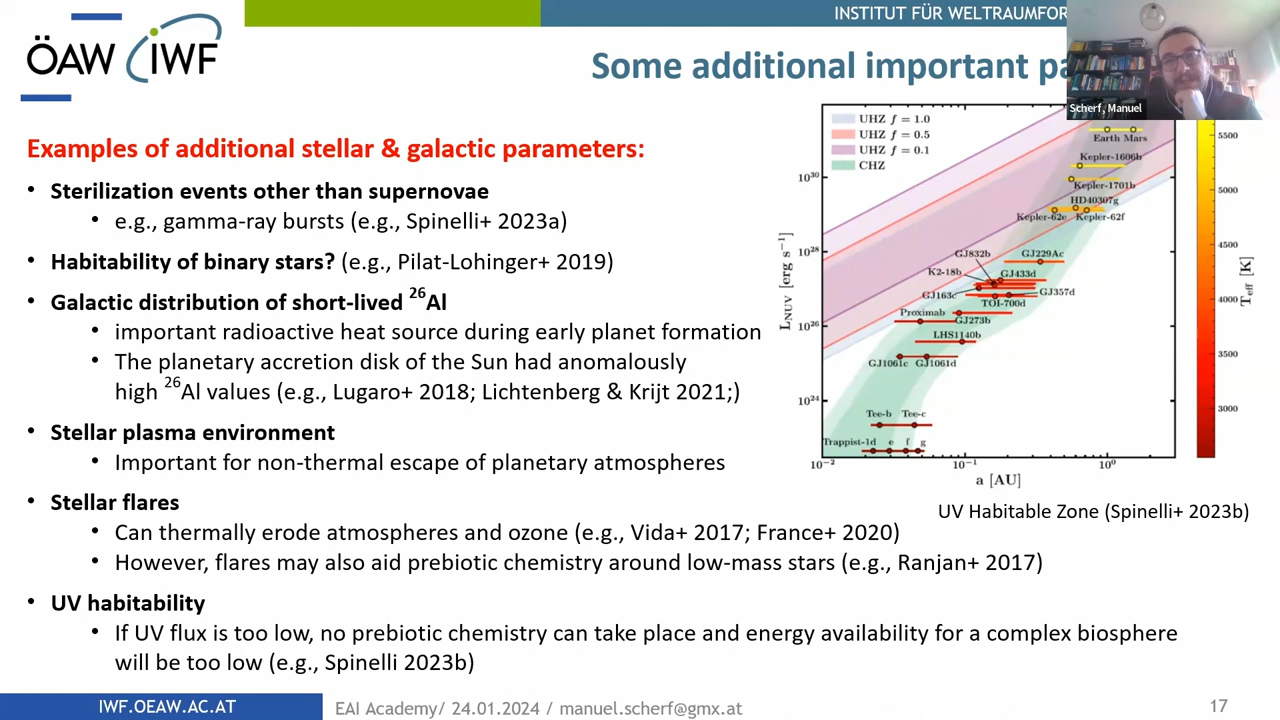 ÖAW IWF
INSTITUT FÜR WELTRAUMFOR
Some additional important pa
Scherf, Manuel
Examples of additional stellar & galactic parameters:
• Sterilization events other than supernovae
• e.g., gamma-ray bursts (e.g., Spinelli+ 2023a)
• Habitability of binary stars? (e.g., Pilat-Lohinger+ 2019)
• Galactic distribution of short-lived ²⁶Al
• important radioactive heat source during early planet formation
• The planetary accretion disk of the Sun had anomalously
high ²⁶Al values (e.g., Lugaro+ 2018; Lichtenberg & Krijt 2021;)
• Stellar plasma environment
• Important for non-thermal escape of planetary atmospheres
• Stellar flares
• Can thermally erode atmospheres and ozone (e.g., Vida+ 2017; France+ 2020)
• However, flares may also aid prebiotic chemistry around low-mass stars (e.g., Ranjan+ 2017)
• UV habitability
• If UV flux is too low, no prebiotic chemistry can take place and energy availability for a complex biosphere
will be too low (e.g., Spinelli 2023b)
UHZ f = 1.0
UHZ f = 0.5
UHZ f = 0.1
CHZ
Earth Mars
Kepler-1606b
Kepler-1701b
HD40307g
Kepler-62e Kepler-62f
GJ832b GJ229Ac
K2-18b GJ433d
GJ163c GJ357d
TOI-700d
Proximab GJ273b
LHS1140b
GJ1061c GJ1061d
Tee-b Tee-c
Trappist-1d e f g
10³⁰
10²⁸
10²⁶
10²⁴
L_NUV [erg s⁻¹]
10⁻² 10⁻¹ 10⁰
a [AU]
5500
5000
4500
4000
3500
3000
T_eff [K]
UV Habitable Zone (Spinelli+ 2023b)
IWF.OEAW.AC.AT
EAI Academy/ 24.01.2024 / manuel.scherf@gmx.at
17